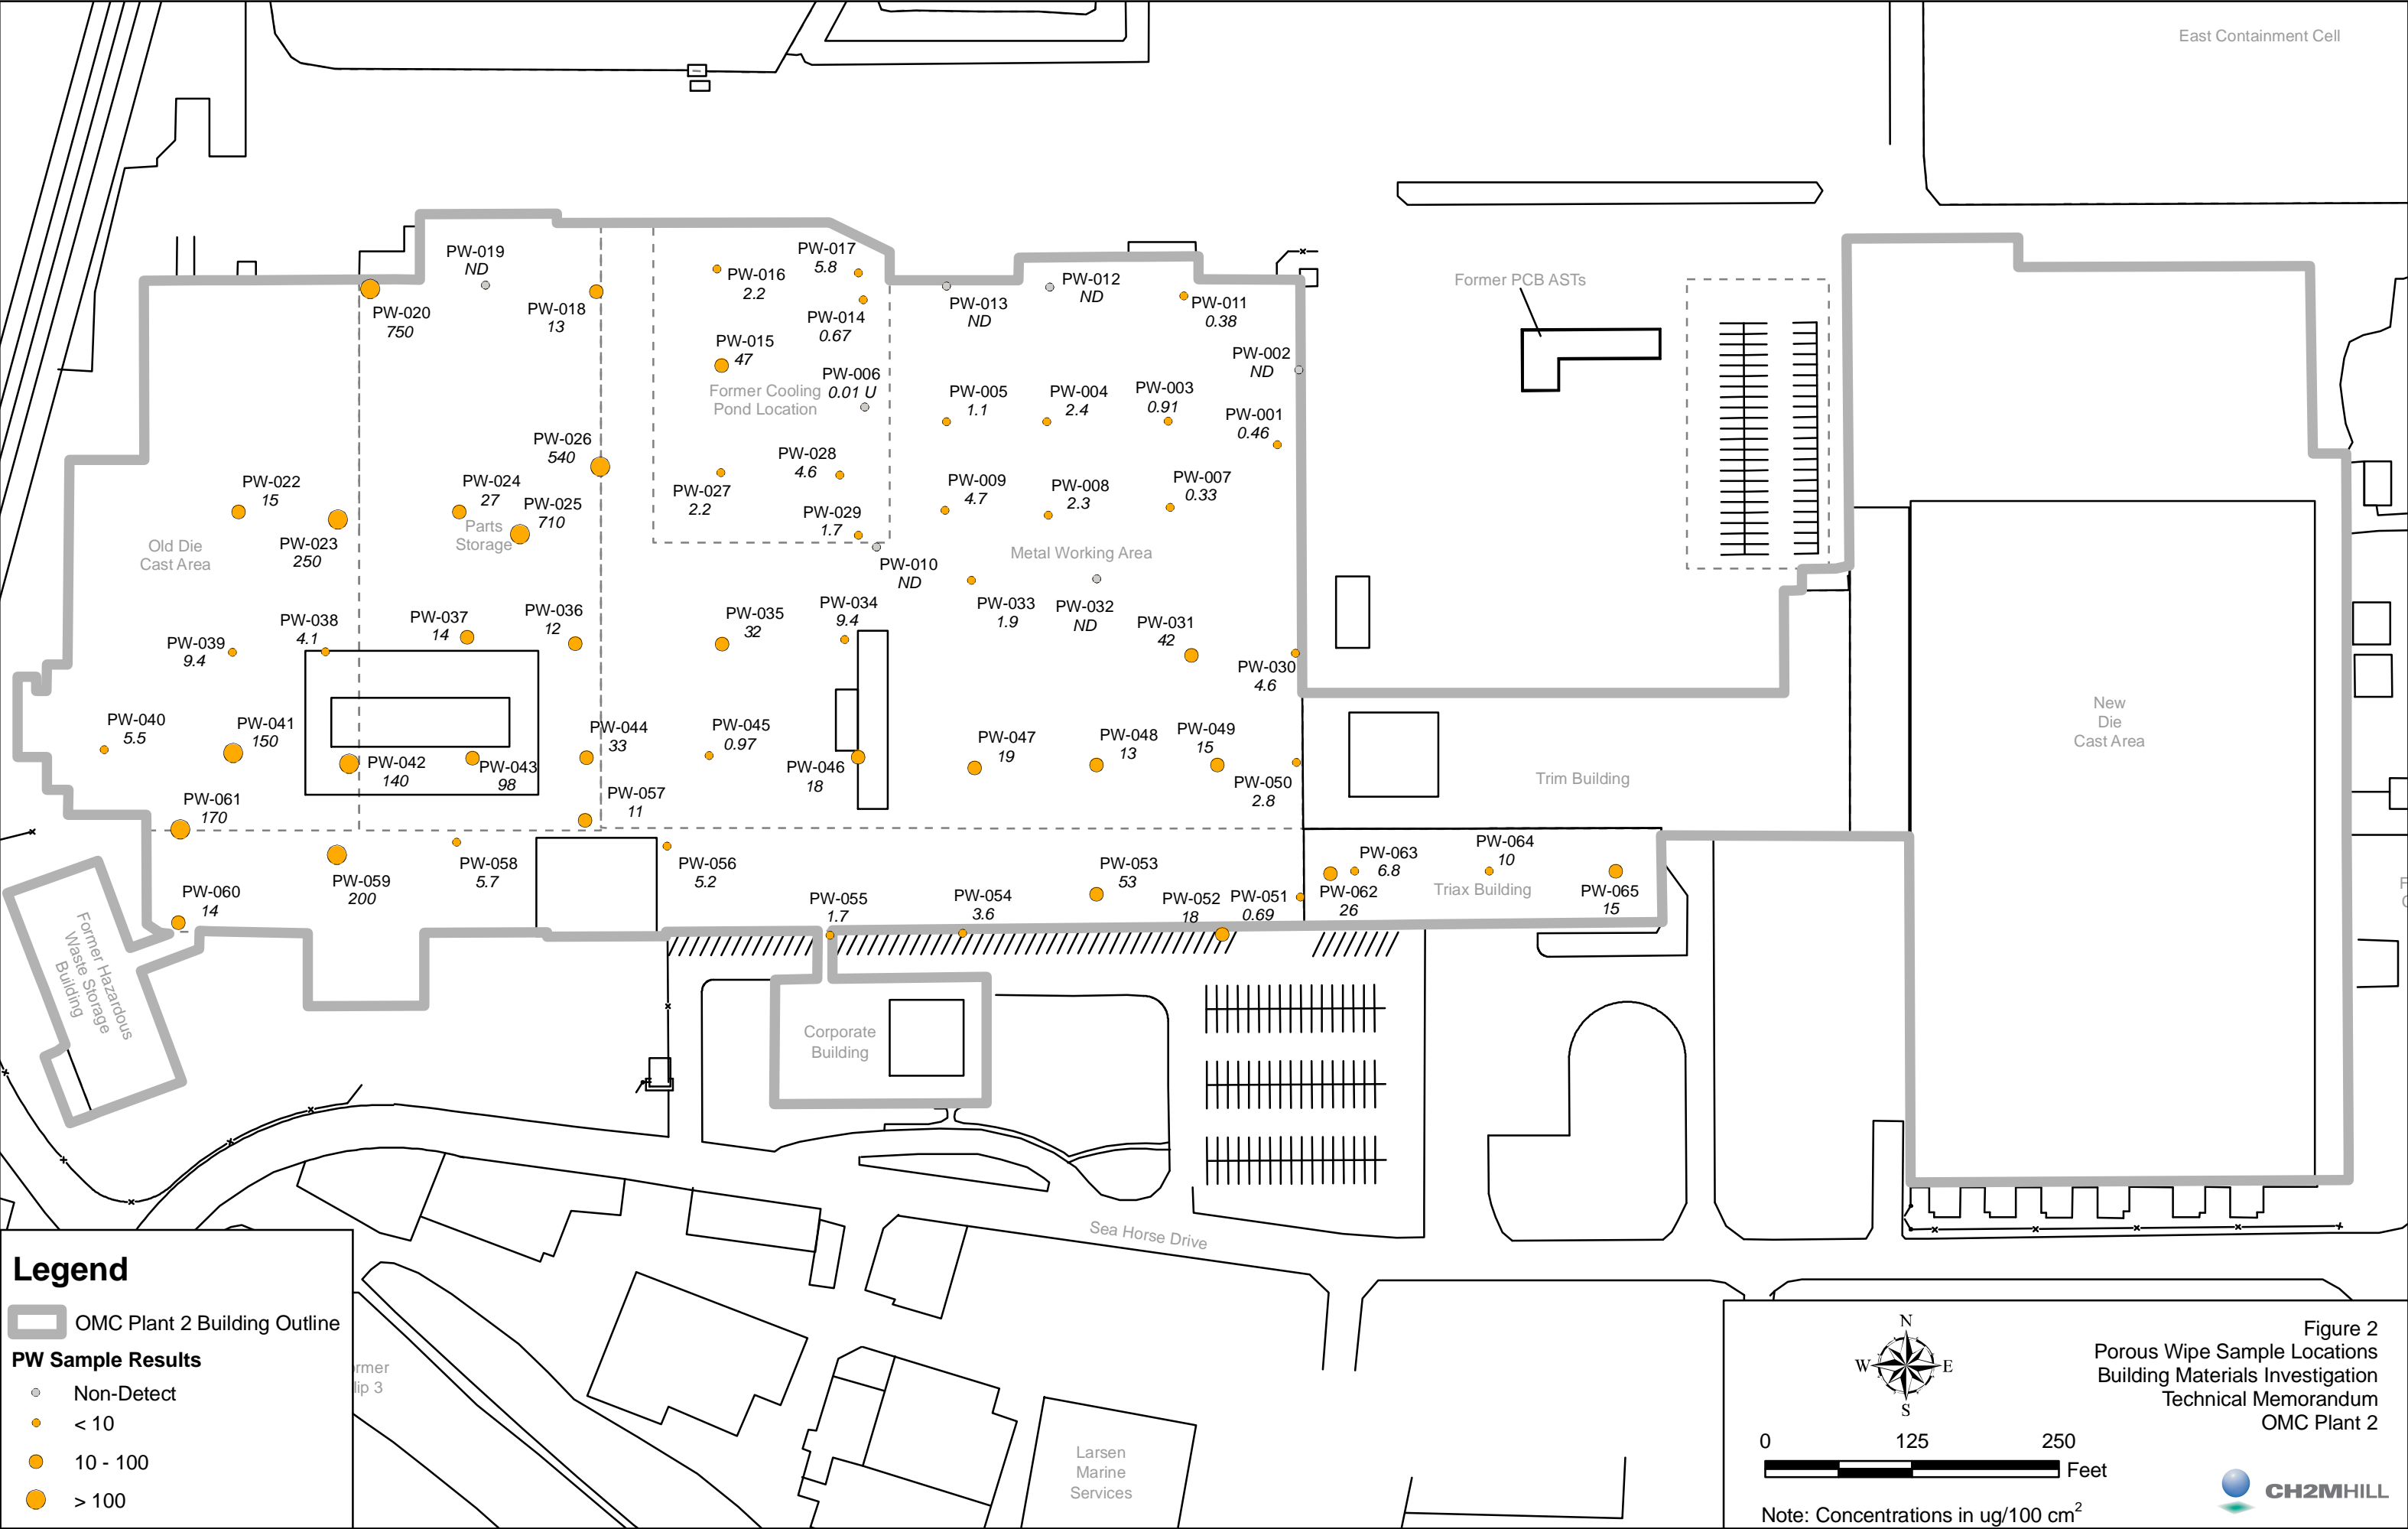 East Containment Cell
PW-019
ND
PW-017
5.8
PW-016
2.2
PW-012
ND
PW-013
ND
PW-011
0.38
Former PCB ASTs
PW-020
750
PW-018
13
PW-014
0.67
PW-015
47
PW-002
ND
PW-006
0.01 U
Former Cooling
Pond Location
PW-005
1.1
PW-004
2.4
PW-003
0.91
PW-001
0.46
PW-026
540
PW-028
4.6
PW-022
15
PW-024
27
PW-027
2.2
PW-009
4.7
PW-008
2.3
PW-007
0.33
PW-025
710
PW-029
1.7
Parts
Storage
PW-023
250
Old Die
Cast Area
Metal Working Area
PW-010
ND
PW-038
4.1
PW-037
14
PW-036
12
PW-035
32
PW-034
9.4
PW-033
1.9
PW-032
ND
PW-031
42
PW-039
9.4
PW-030
4.6
PW-040
5.5
PW-041
150
PW-044
33
PW-045
0.97
PW-047
19
PW-048
13
PW-049
15
New
Die
Cast Area
PW-042
140
PW-043
98
PW-046
18
PW-050
2.8
Trim Building
PW-061
170
PW-057
11
PW-058
5.7
PW-056
5.2
PW-053
53
PW-063
6.8
PW-064
10
PW-059
200
PW-060
14
PW-055
1.7
PW-054
3.6
PW-052
18
PW-051
0.69
PW-062
26
Triax Building
PW-065
15
Former Hazardous
Waste Storage
Building
Corporate
Building
Sea Horse Drive
Larsen
Marine
Services
rmer
lip 3
Legend
OMC Plant 2 Building Outline
PW Sample Results
Non-Detect
< 10
10 - 100
> 100
N
W
E
S
0 125 250
Feet
Note: Concentrations in ug/100 cm²
Figure 2
Porous Wipe Sample Locations
Building Materials Investigation
Technical Memorandum
OMC Plant 2
CH2MHILL